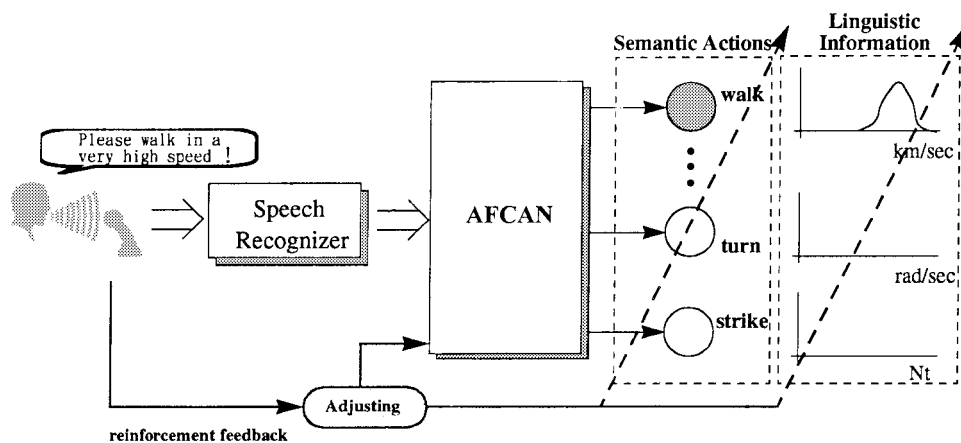 Semantic Actions
Linguistic
Information
Please walk in a
very high speed !
Speech
Recognizer
AFCAN
walk
km/sec
turn
rad/sec
strike
Nt
Adjusting
reinforcement feedback